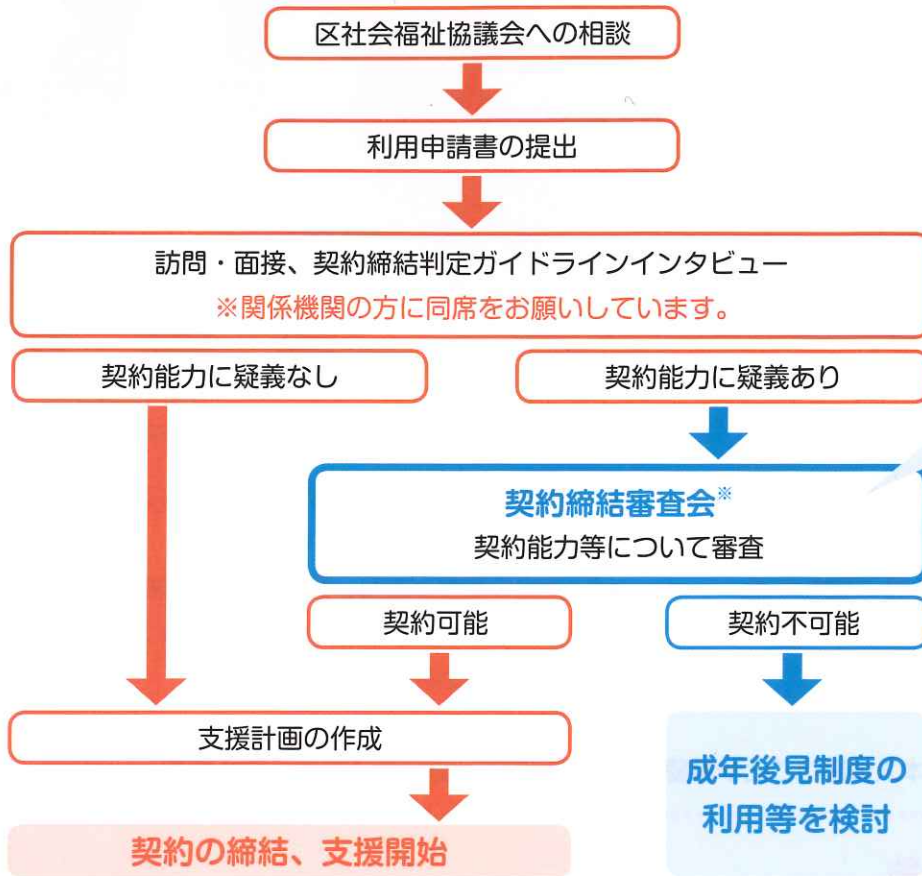 区社会福祉協議会への相談
利用申請書の提出
訪問・面接、契約締結判定ガイドラインインタビュー
※関係機関の方に同席をお願いしています。
契約能力に疑義なし
契約能力に疑義あり
契約締結審査会※
契約能力等について審査
契約可能
契約不可能
支援計画の作成
成年後見制度の
利用等を検討
契約の締結、支援開始